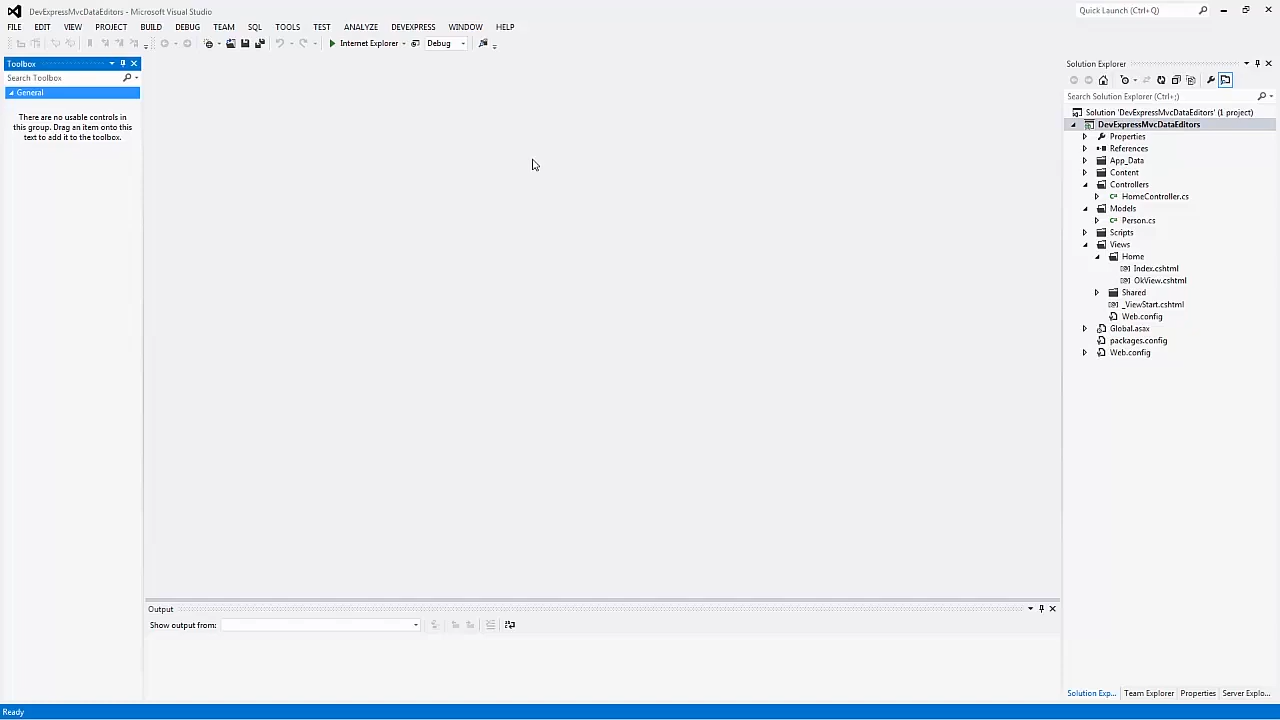 DevExpressMvcDataEditors - Microsoft Visual Studio
Quick Launch (Ctrl+Q)
FILE EDIT VIEW PROJECT BUILD DEBUG TEAM SQL TOOLS TEST ANALYZE DEVEXPRESS WINDOW HELP
Internet Explorer Debug
Toolbox
Search Toolbox
General
There are no usable controls in
this group. Drag an item onto this
text to add it to the toolbox.
Output
Show output from:
Solution Explorer
Search Solution Explorer (Ctrl+;)
Solution 'DevExpressMvcDataEditors' (1 project)
DevExpressMvcDataEditors
Properties
References
App_Data
Content
Controllers
HomeController.cs
Models
Person.cs
Scripts
Views
Home
Index.cshtml
OkView.cshtml
Shared
_ViewStart.cshtml
Web.config
Global.asax
packages.config
Web.config
Solution Exp... Team Explorer Properties Server Explo...
Ready